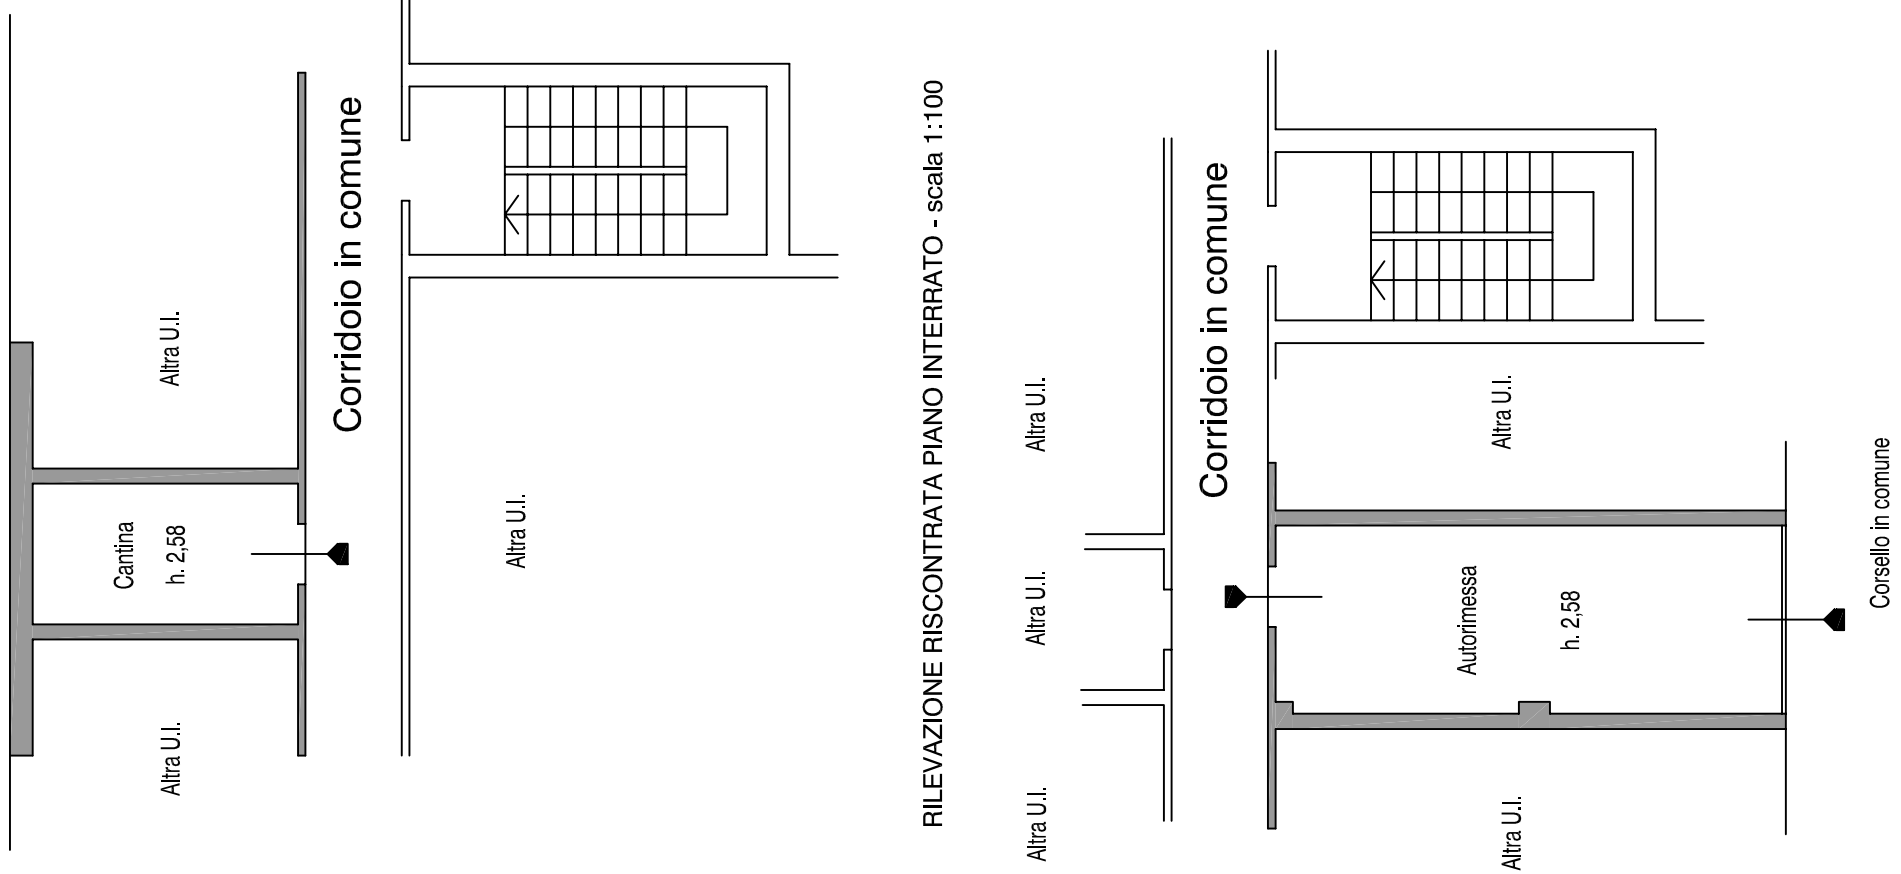 Cantina
h. 2,58
Altra U.I.
Altra U.I.
Corridoio in comune
Altra U.I.
RILEVAZIONE RISCONTRATA PIANO INTERRATO - scala 1:100
Altra U.I.
Altra U.I.
Altra U.I.
Corridoio in comune
Autorimessa
h. 2,58
Altra U.I.
Altra U.I.
Corsello in comune